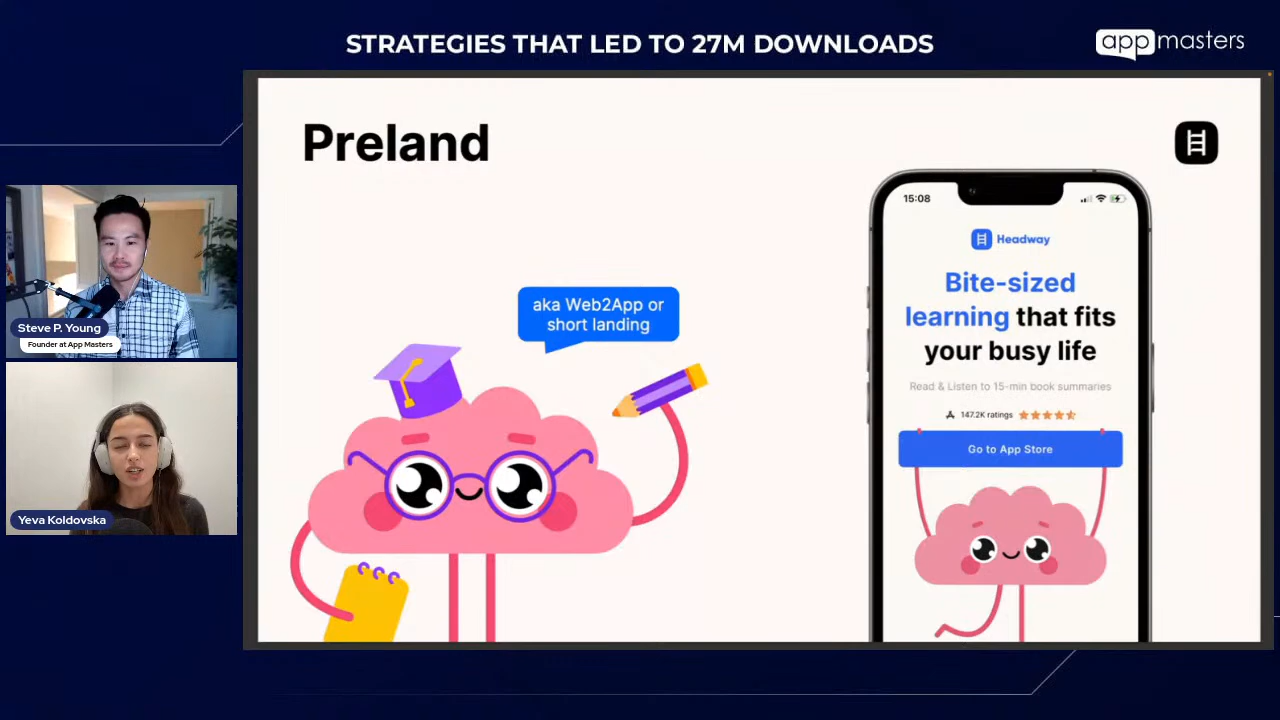 STRATEGIES THAT LED TO 27M DOWNLOADS
app masters
Preland
aka Web2App or
short landing
15:08
Headway
Bite-sized
learning that fits
your busy life
Read & Listen to 15-min book summaries
147.2K ratings
Go to App Store
Steve P. Young
Founder at App Masters
Yeva Koldovska